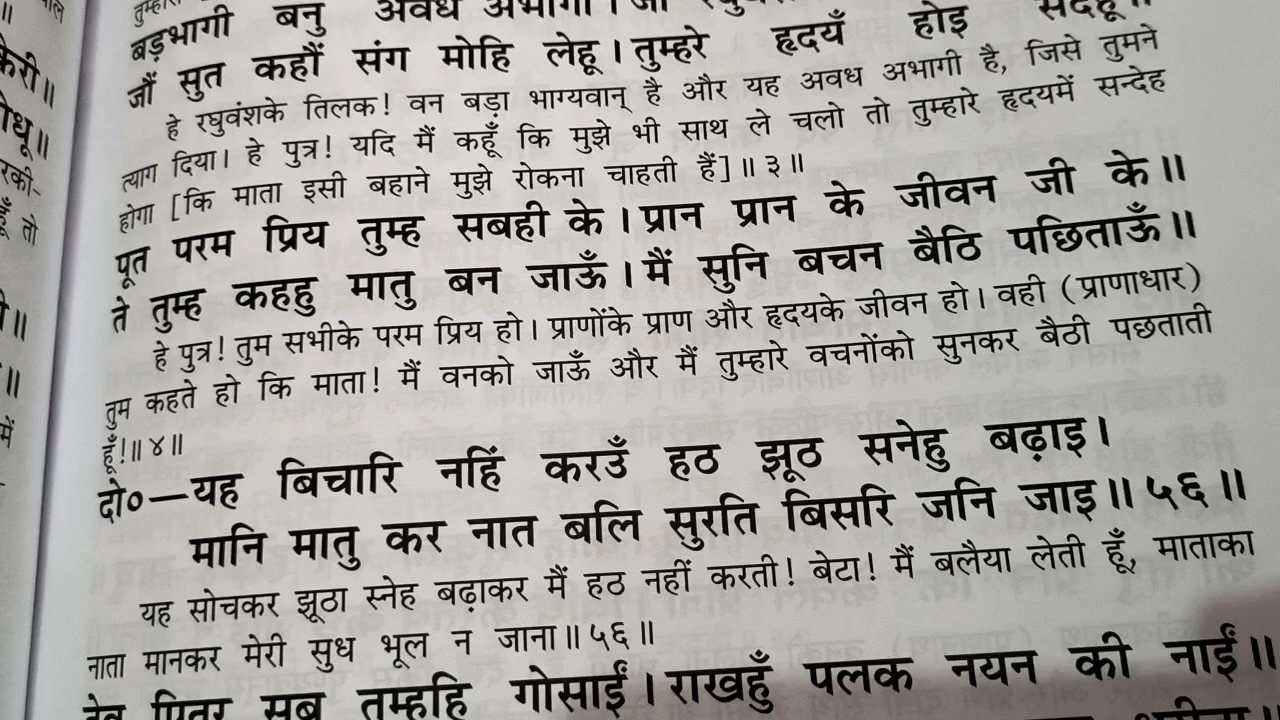 बड़भागी बनु अवध अभागी।
जौं सुत कहौं संग मोहि लेहू। तुम्हरे हृदयँ होइ संदेहू॥
हे रघुवंशके तिलक! वन बड़ा भाग्यवान् है और यह अवध अभागी है, जिसे तुमने
त्याग दिया। हे पुत्र! यदि मैं कहूँ कि मुझे भी साथ ले चलो तो तुम्हारे हृदयमें सन्देह
होगा [कि माता इसी बहाने मुझे रोकना चाहती हैं]॥ ३॥
पूत परम प्रिय तुम्ह सबही के। प्रान प्रान के जीवन जी के॥
ते तुम्ह कहहु मातु बन जाऊँ। मैं सुनि बचन बैठि पछिताऊँ॥
हे पुत्र! तुम सभीके परम प्रिय हो। प्राणोंके प्राण और हृदयके जीवन हो। वही (प्राणाधार)
तुम कहते हो कि माता! मैं वनको जाऊँ और मैं तुम्हारे वचनोंको सुनकर बैठी पछताती
हूँ!॥ ४॥
दो०—यह बिचारि नहिं करउँ हठ झूठ सनेहु बढ़ाइ।
मानि मातु कर नात बलि सुरति बिसरि जनि जाइ॥ ५६॥
यह सोचकर झूठा स्नेह बढ़ाकर मैं हठ नहीं करती! बेटा! मैं बलैया लेती हूँ, माताका
नाता मानकर मेरी सुध भूल न जाना॥ ५६॥
देव पितर सब तुम्हहि गोसाईं। राखहुँ पलक नयन की नाईं॥